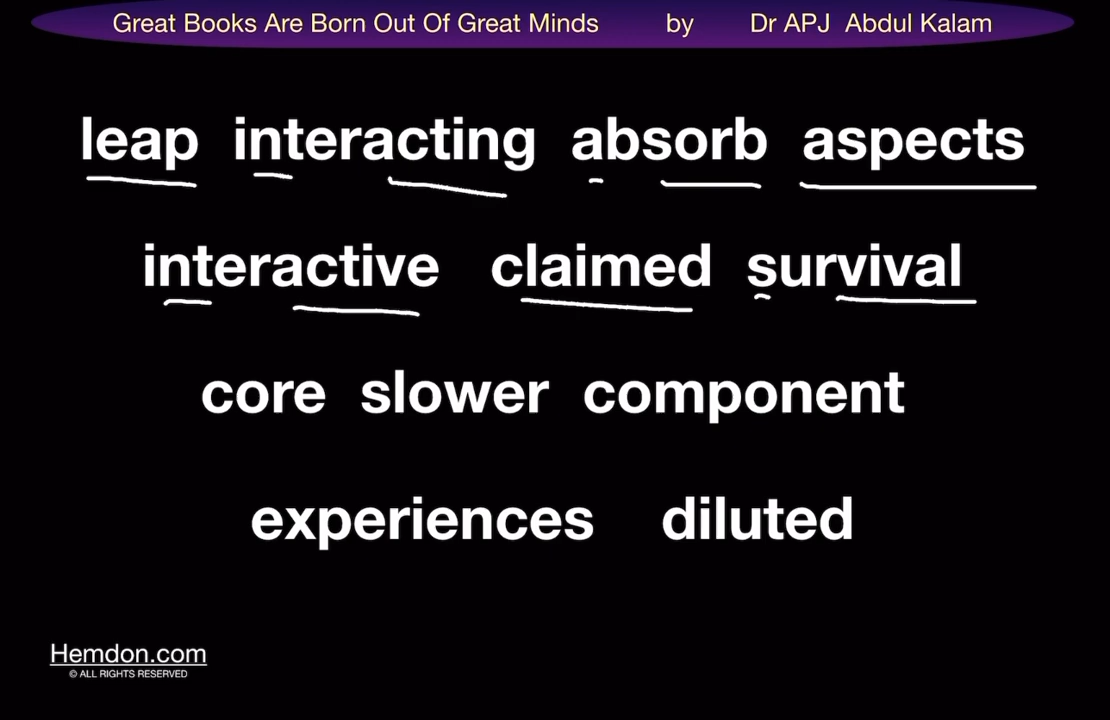 Great Books Are Born Out Of Great Minds by Dr APJ Abdul Kalam
leap interacting absorb aspects
interactive claimed survival
core slower component
experiences diluted
Hemdon.com
© ALL RIGHTS RESERVED